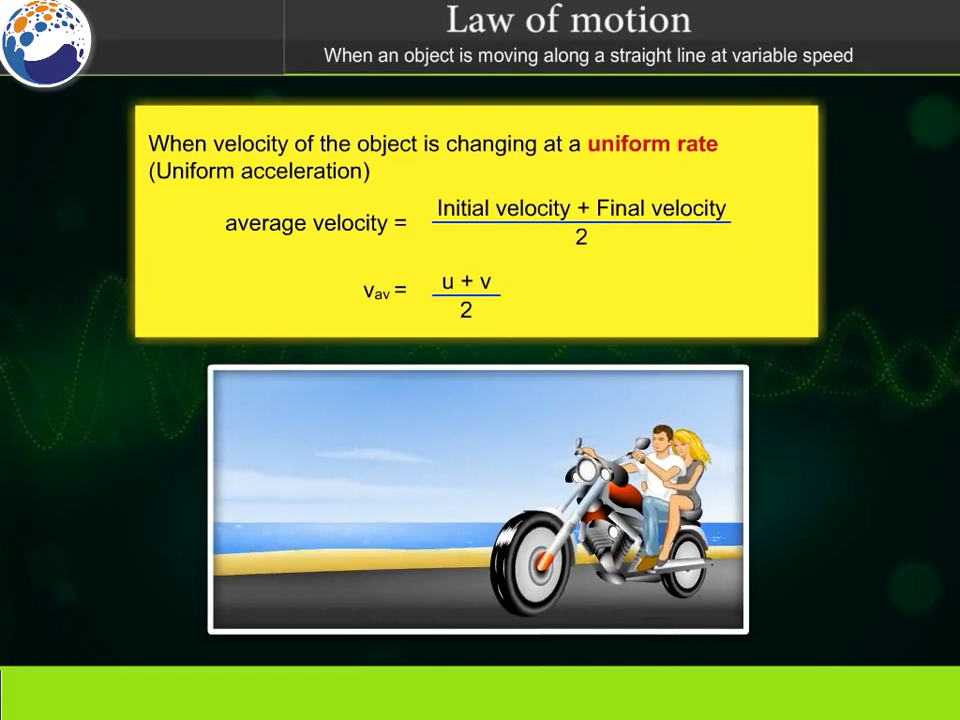 Law of motion
When an object is moving along a straight line at variable speed
When velocity of the object is changing at a uniform rate
(Uniform acceleration)
average velocity = Initial velocity + Final velocity
2
vav = u + v
2